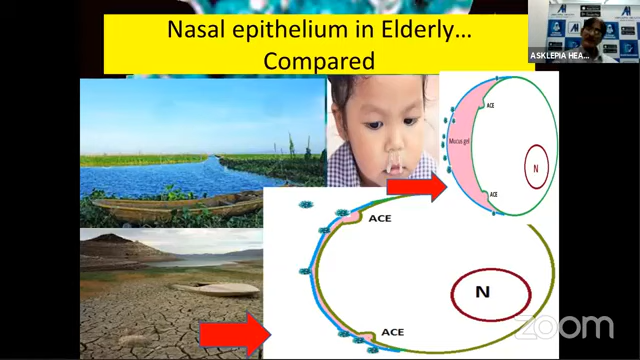 Nasal epithelium in Elderly...
Compared
ASKLEPIA HEA...
ACE
Mucus gel
N
ACE
ACE
N
ACE
zoom